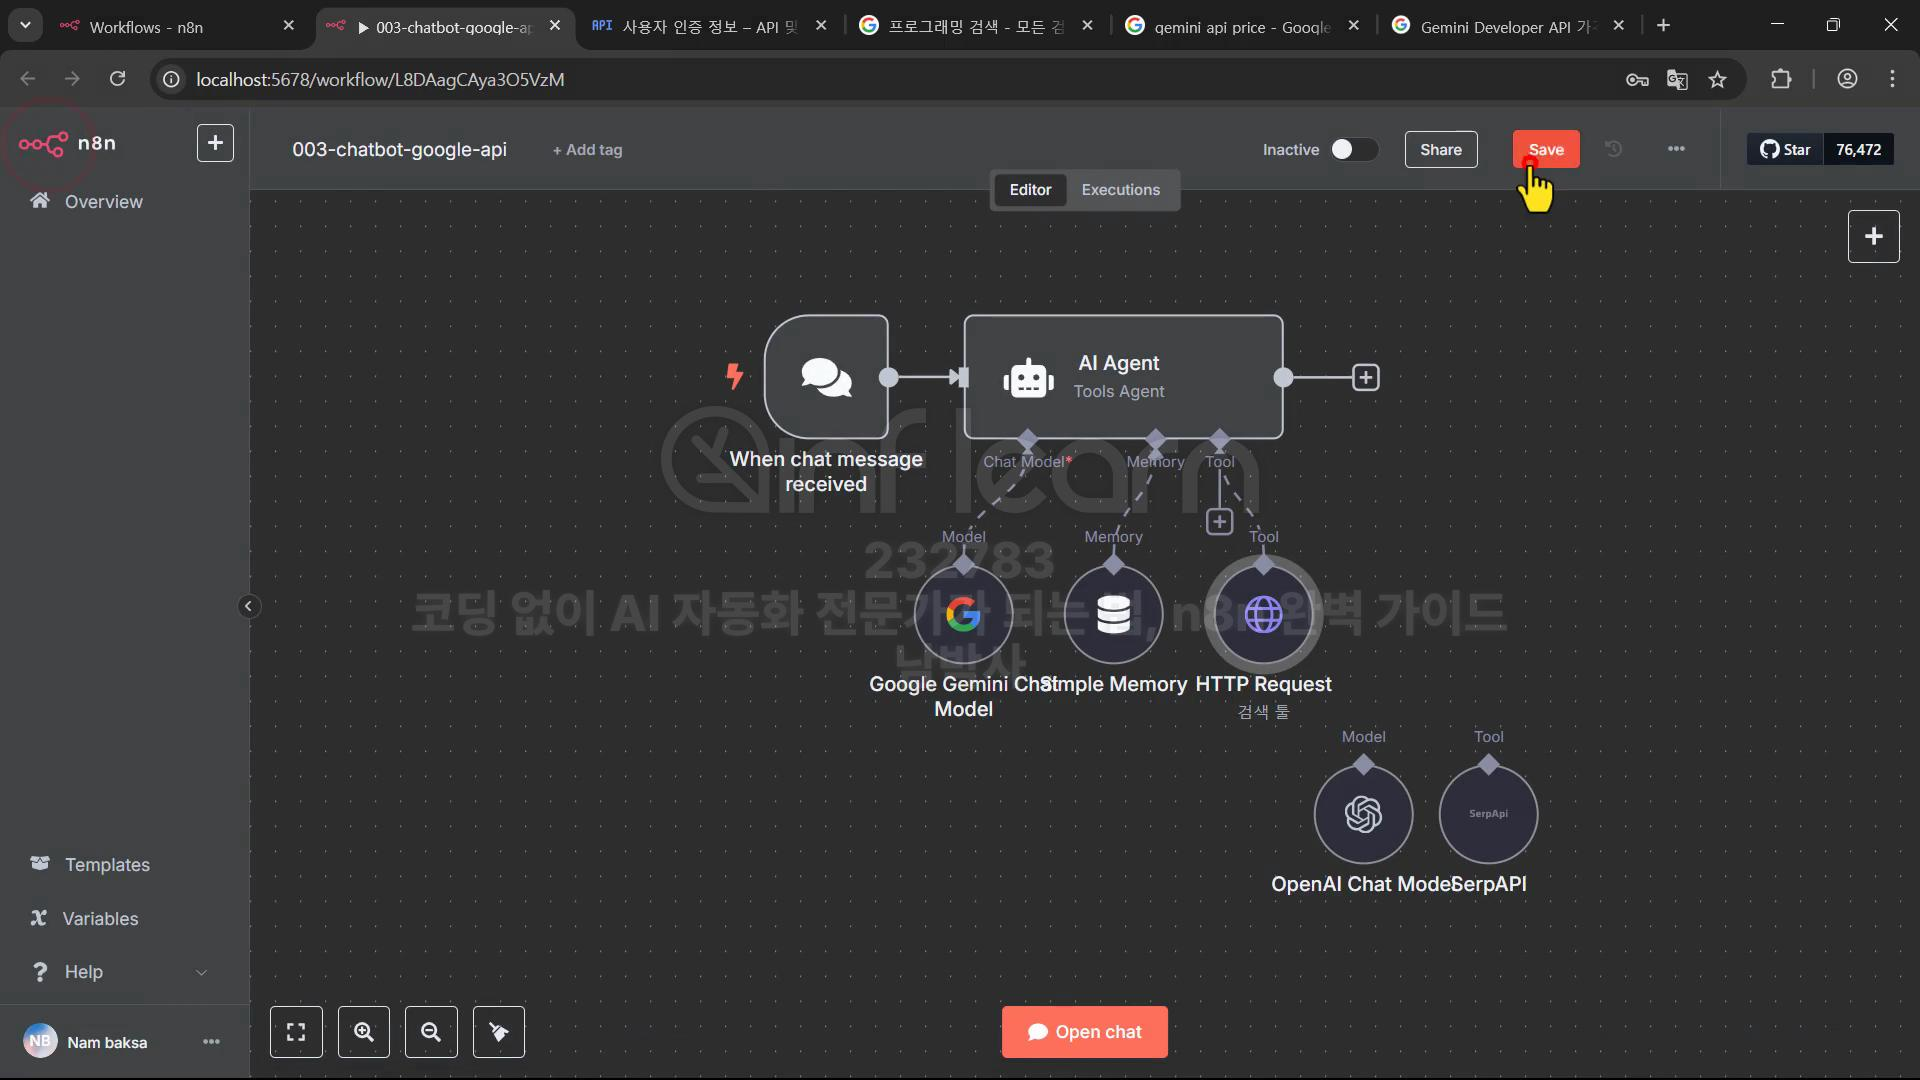 Workflows - n8n
003-chatbot-google-ap
API 사용자 인증 정보 – API 및
프로그래밍 검색 - 모든 검
gemini api price - Google
Gemini Developer API 가
localhost:5678/workflow/L8DAagCAya3O5VzM
n8n
003-chatbot-google-api
+ Add tag
Inactive
Share
Save
Star
76,472
Overview
Editor
Executions
AI Agent
Tools Agent
When chat message
received
Chat Model*
Memory
Tool
inflearn
Model
Memory
Tool
232783
코딩 없이 AI 자동화 전문가가 되는 법, n8n 완벽 가이드
남박사
Google Gemini Chat
Model
Simple Memory
HTTP Request
검색 툴
Model
Tool
SerpApi
OpenAI Chat Model
SerpAPI
Templates
Variables
Help
NB
Nam baksa
Open chat